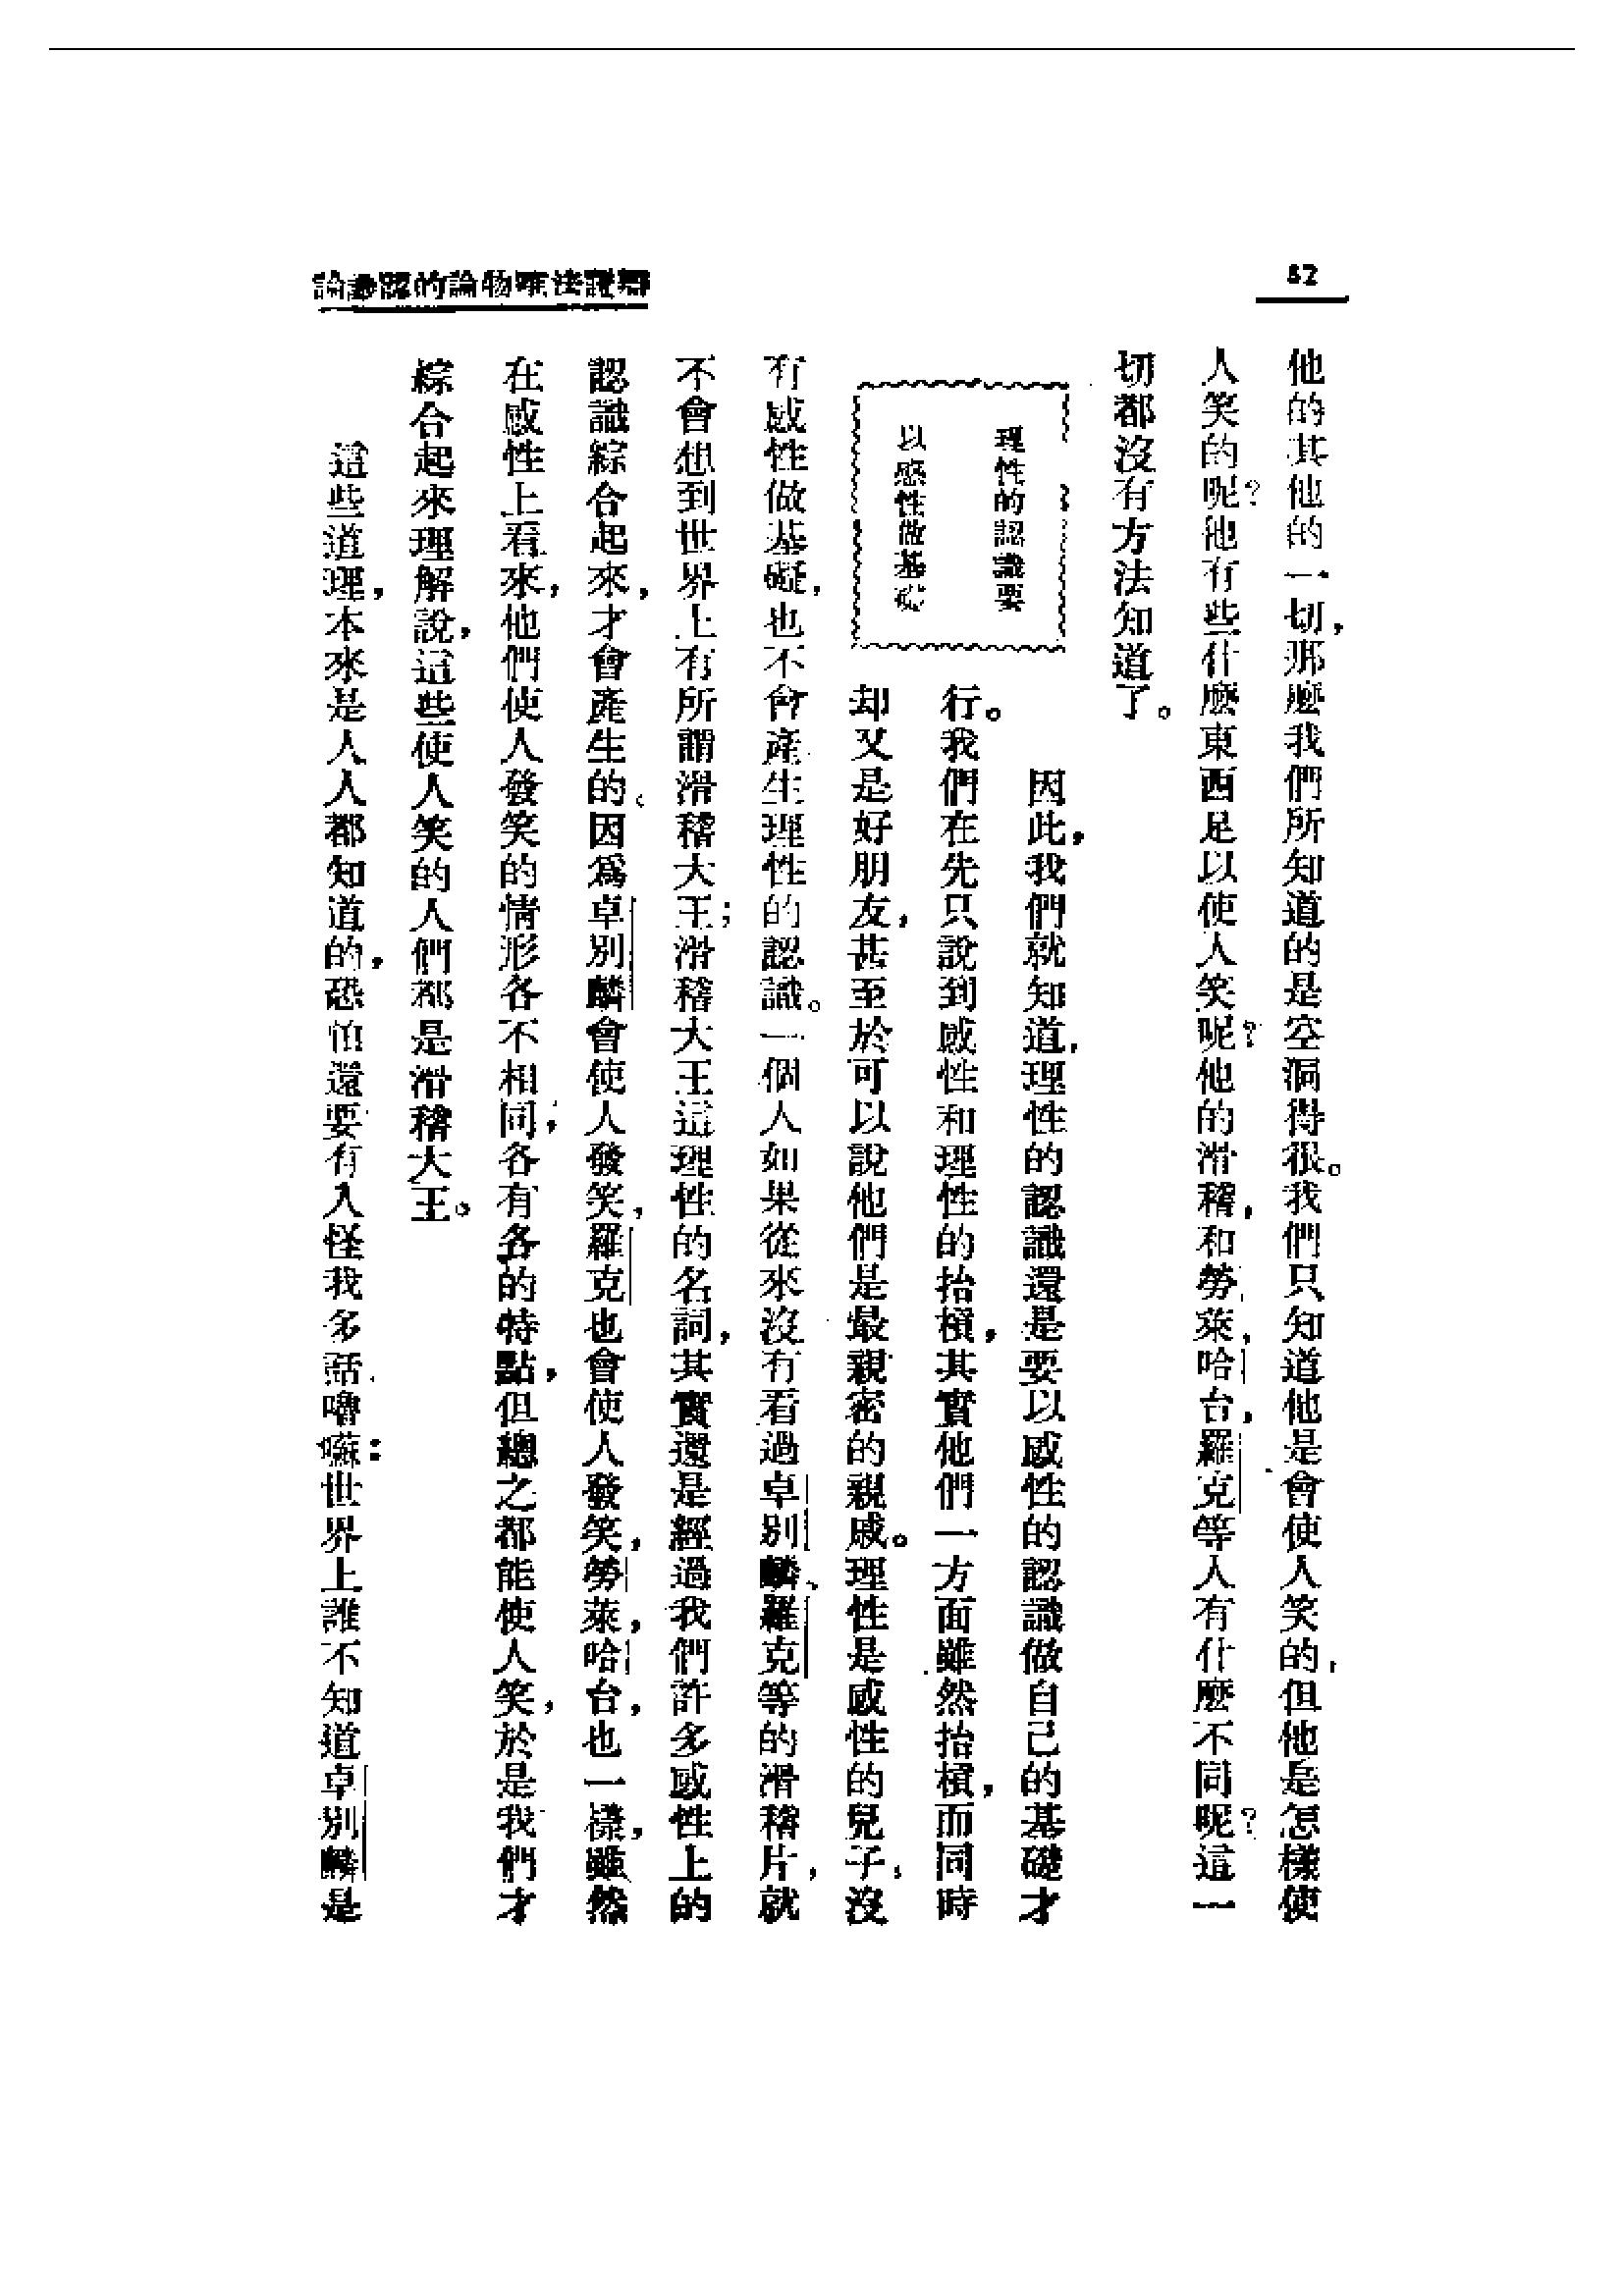 82
論識認的論物唯法證辯
他的其他的一切，那麼我們所知道的是空洞得很。我們只知道他是會使人笑的，但他是怎樣使
人笑的呢？他有些什麼東西足以使人笑呢？他的滑稽，和勞萊，哈台，羅克等人有什麼不同呢？這一
切都沒有方法知道了。
理性的認識要
以感性做基礎
因此，我們就知道，理性的認識還是要以感性的認識做自己的基礎才
行。我們在先只說到感性和理性的抬槓，其實他們一方面雖然抬槓，而同時
却又是好朋友，甚至於可以說他們是最親密的親戚。理性是感性的兒子，沒
有感性做基礎，也不會產生理性的認識。一個人如果從來沒有看過卓別麟、羅克等的滑稽片，就
不會想到世界上有所謂滑稽大王；滑稽大王這理性的名詞，其實還是經過我們許多感性上的
認識綜合起來，才會產生的。因爲卓別麟會使人發笑，羅克也會使人發笑，勞萊，哈台，也一樣，雖然
在感性上看來，他們使人發笑的情形各不相同，各有各的特點，但總之都能使人笑，於是我們才
綜合起來理解說，這些使人笑的人們都是滑稽大王。
這些道理，本來是人人都知道的，恐怕還要有人怪我多話，嚕囌：世界上誰不知道卓別麟是